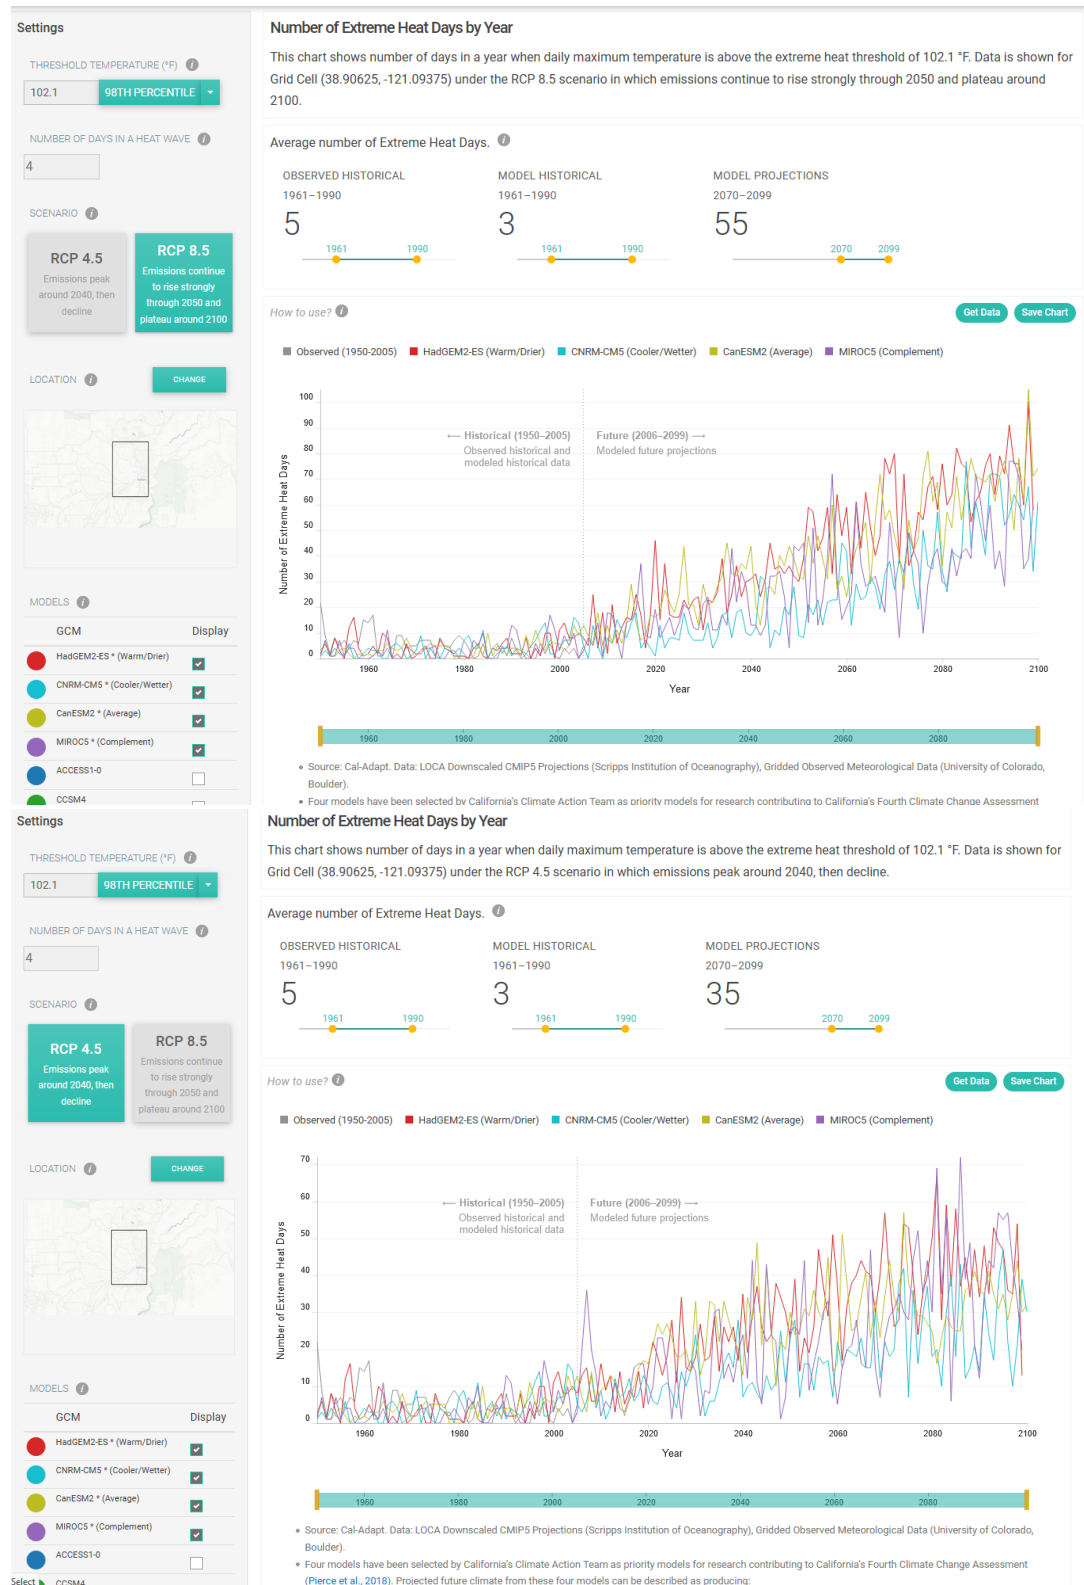 Settings
THRESHOLD TEMPERATURE (°F)
102.1 98TH PERCENTILE
NUMBER OF DAYS IN A HEAT WAVE
4
SCENARIO
RCP 4.5
Emissions peak
around 2040, then
decline
RCP 8.5
Emissions continue
to rise strongly
through 2050 and
plateau around 2100
LOCATION CHANGE
MODELS
GCM Display
HadGEM2-ES * (Warm/Drier)
CNRM-CM5 * (Cooler/Wetter)
CanESM2 * (Average)
MIROC5 * (Complement)
ACCESS1-0
CCSM4
Number of Extreme Heat Days by Year
This chart shows number of days in a year when daily maximum temperature is above the extreme heat threshold of 102.1 °F. Data is shown for
Grid Cell (38.90625, -121.09375) under the RCP 8.5 scenario in which emissions continue to rise strongly through 2050 and plateau around
2100.
Average number of Extreme Heat Days.
OBSERVED HISTORICAL
1961–1990
5
1961 1990
MODEL HISTORICAL
1961–1990
3
1961 1990
MODEL PROJECTIONS
2070–2099
55
2070 2099
How to use?
Get Data Save Chart
Observed (1950-2005) HadGEM2-ES (Warm/Drier) CNRM-CM5 (Cooler/Wetter) CanESM2 (Average) MIROC5 (Complement)
← Historical (1950–2005)
Observed historical and
modeled historical data
Future (2006–2099) →
Modeled future projections
Number of Extreme Heat Days
100
90
80
70
60
50
40
30
20
10
0
1960 1980 2000 2020 2040 2060 2080 2100
Year
1960 1980 2000 2020 2040 2060 2080
Source: Cal-Adapt. Data: LOCA Downscaled CMIP5 Projections (Scripps Institution of Oceanography), Gridded Observed Meteorological Data (University of Colorado,
Boulder).
Four models have been selected by California's Climate Action Team as priority models for research contributing to California's Fourth Climate Change Assessment
Settings
THRESHOLD TEMPERATURE (°F)
102.1 98TH PERCENTILE
NUMBER OF DAYS IN A HEAT WAVE
4
SCENARIO
RCP 4.5
Emissions peak
around 2040, then
decline
RCP 8.5
Emissions continue
to rise strongly
through 2050 and
plateau around 2100
LOCATION CHANGE
MODELS
GCM Display
HadGEM2-ES * (Warm/Drier)
CNRM-CM5 * (Cooler/Wetter)
CanESM2 * (Average)
MIROC5 * (Complement)
ACCESS1-0
CCSM4
Select
Number of Extreme Heat Days by Year
This chart shows number of days in a year when daily maximum temperature is above the extreme heat threshold of 102.1 °F. Data is shown for
Grid Cell (38.90625, -121.09375) under the RCP 4.5 scenario in which emissions peak around 2040, then decline.
Average number of Extreme Heat Days.
OBSERVED HISTORICAL
1961–1990
5
1961 1990
MODEL HISTORICAL
1961–1990
3
1961 1990
MODEL PROJECTIONS
2070–2099
35
2070 2099
How to use?
Get Data Save Chart
Observed (1950-2005) HadGEM2-ES (Warm/Drier) CNRM-CM5 (Cooler/Wetter) CanESM2 (Average) MIROC5 (Complement)
← Historical (1950–2005)
Observed historical and
modeled historical data
Future (2006–2099) →
Modeled future projections
Number of Extreme Heat Days
70
60
50
40
30
20
10
0
1960 1980 2000 2020 2040 2060 2080 2100
Year
1960 1980 2000 2020 2040 2060 2080
Source: Cal-Adapt. Data: LOCA Downscaled CMIP5 Projections (Scripps Institution of Oceanography), Gridded Observed Meteorological Data (University of Colorado,
Boulder).
Four models have been selected by California's Climate Action Team as priority models for research contributing to California's Fourth Climate Change Assessment
(Pierce et al., 2018). Projected future climate from these four models can be described as producing: